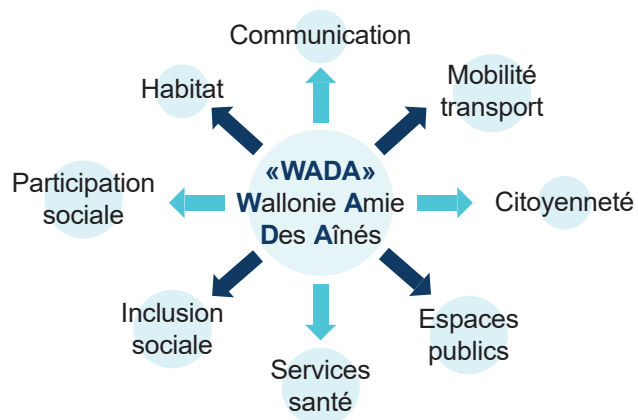 Communication
Mobilité
transport
Habitat
«WADA»
Wallonie Amie
Des Aînés
Participation
sociale
Citoyenneté
Inclusion
sociale
Espaces
publics
Services
santé